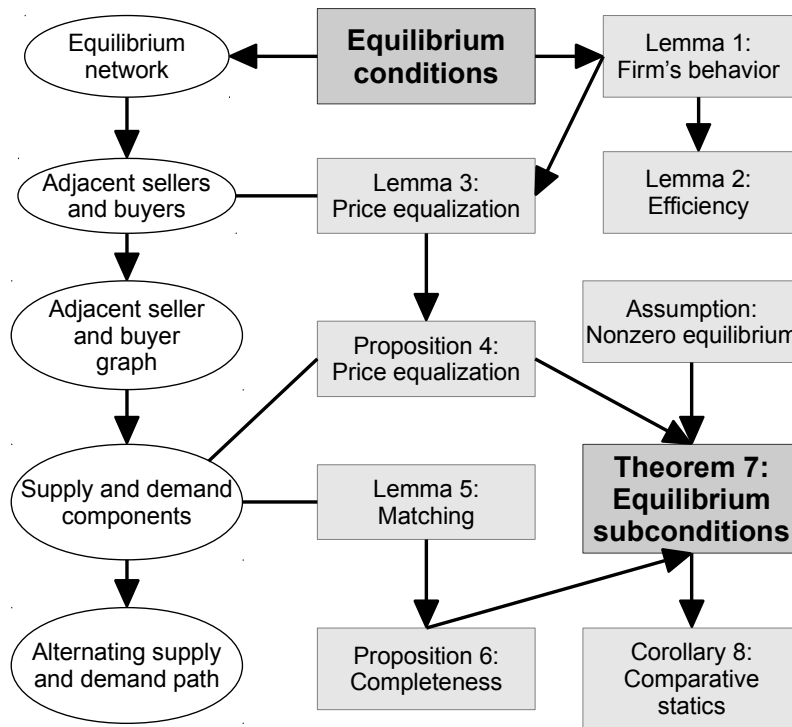 Equilibrium
network
Equilibrium
conditions
Lemma 1:
Firm's behavior
Adjacent sellers
and buyers
Lemma 3:
Price equalization
Lemma 2:
Efficiency
Adjacent seller
and buyer
graph
Proposition 4:
Price equalization
Assumption:
Nonzero equilibrium
Supply and demand
components
Lemma 5:
Matching
Theorem 7:
Equilibrium
subconditions
Alternating supply
and demand path
Proposition 6:
Completeness
Corollary 8:
Comparative
statics